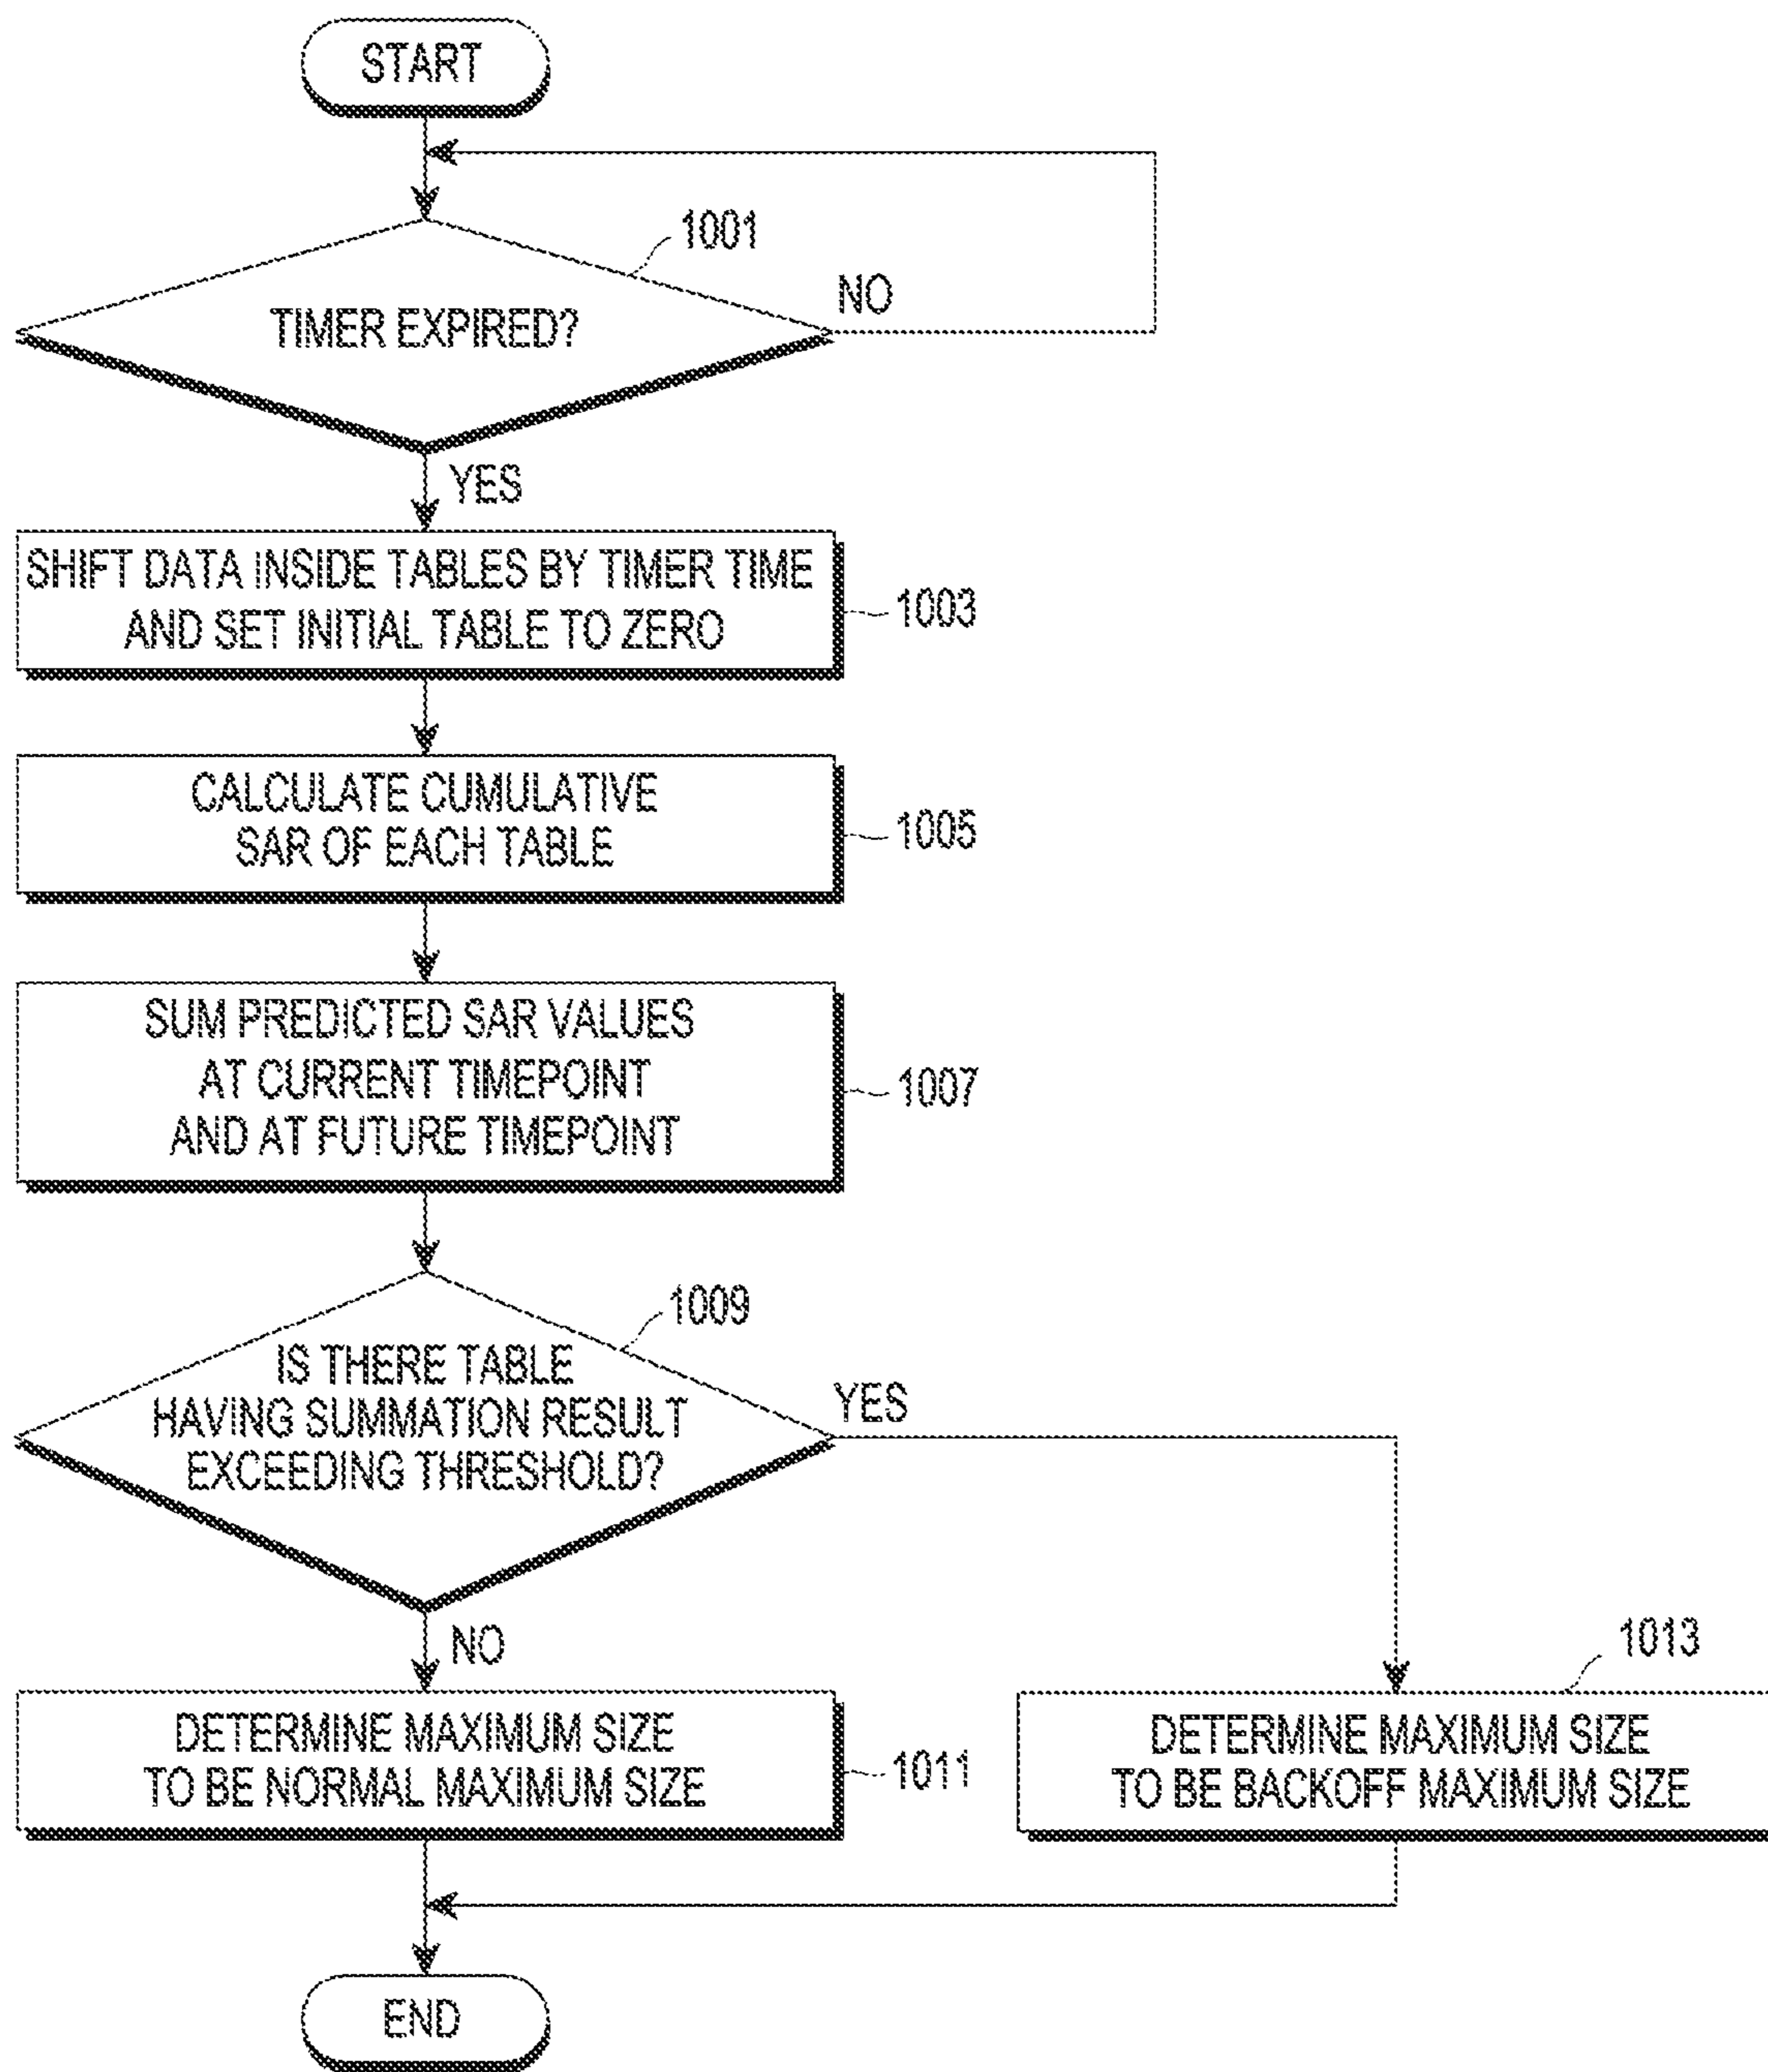 START
1001
TIMER EXPIRED?
NO
YES
SHIFT DATA INSIDE TABLES BY TIMER TIME
AND SET INITIAL TABLE TO ZERO
1003
CALCULATE CUMULATIVE
SAR OF EACH TABLE
1005
SUM PREDICTED SAR VALUES
AT CURRENT TIMEPOINT
AND AT FUTURE TIMEPOINT
1007
1009
IS THERE TABLE
HAVING SUMMATION RESULT
EXCEEDING THRESHOLD?
YES
NO
DETERMINE MAXIMUM SIZE
TO BE NORMAL MAXIMUM SIZE
1011
1013
DETERMINE MAXIMUM SIZE
TO BE BACKOFF MAXIMUM SIZE
END